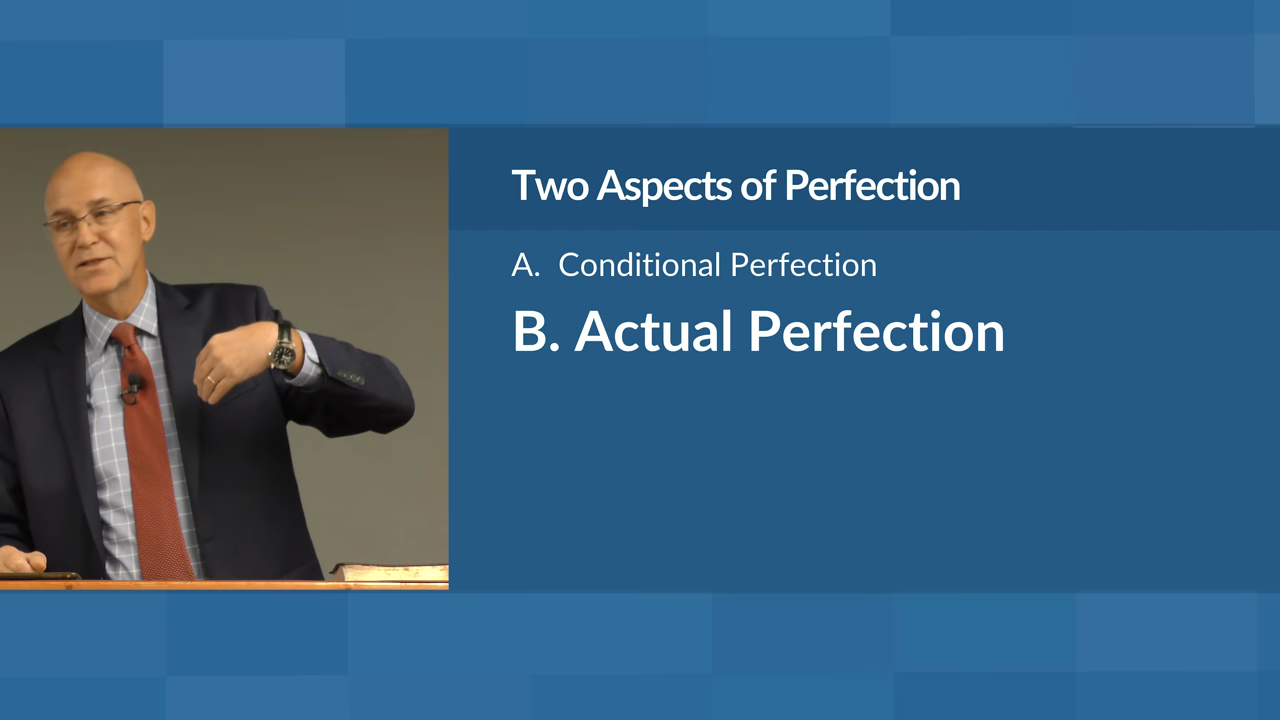 Two Aspects of Perfection
A. Conditional Perfection
B. Actual Perfection